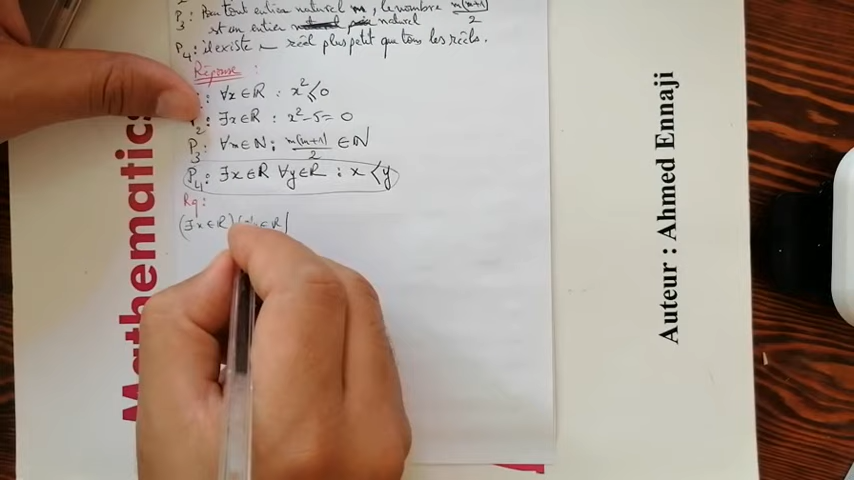 P3 : Pour tout entier naturel n, le nombre n(n+1)/2
est un entier naturel
P4 : il existe un réel plus petit que tous les réels.
Réponse :
: ∀x∈ℝ : x²⩽0
P2 : ∃x∈ℝ : x²-5=0
P3 : ∀n∈ℕ : n(n+1)/2 ∈ℕ
P4 : ∃x∈ℝ ∀y∈ℝ : x⩽y
Rq :
(∃x∈ℝ)(∀y∈ℝ)
Mathematics
Auteur : Ahmed Ennaji